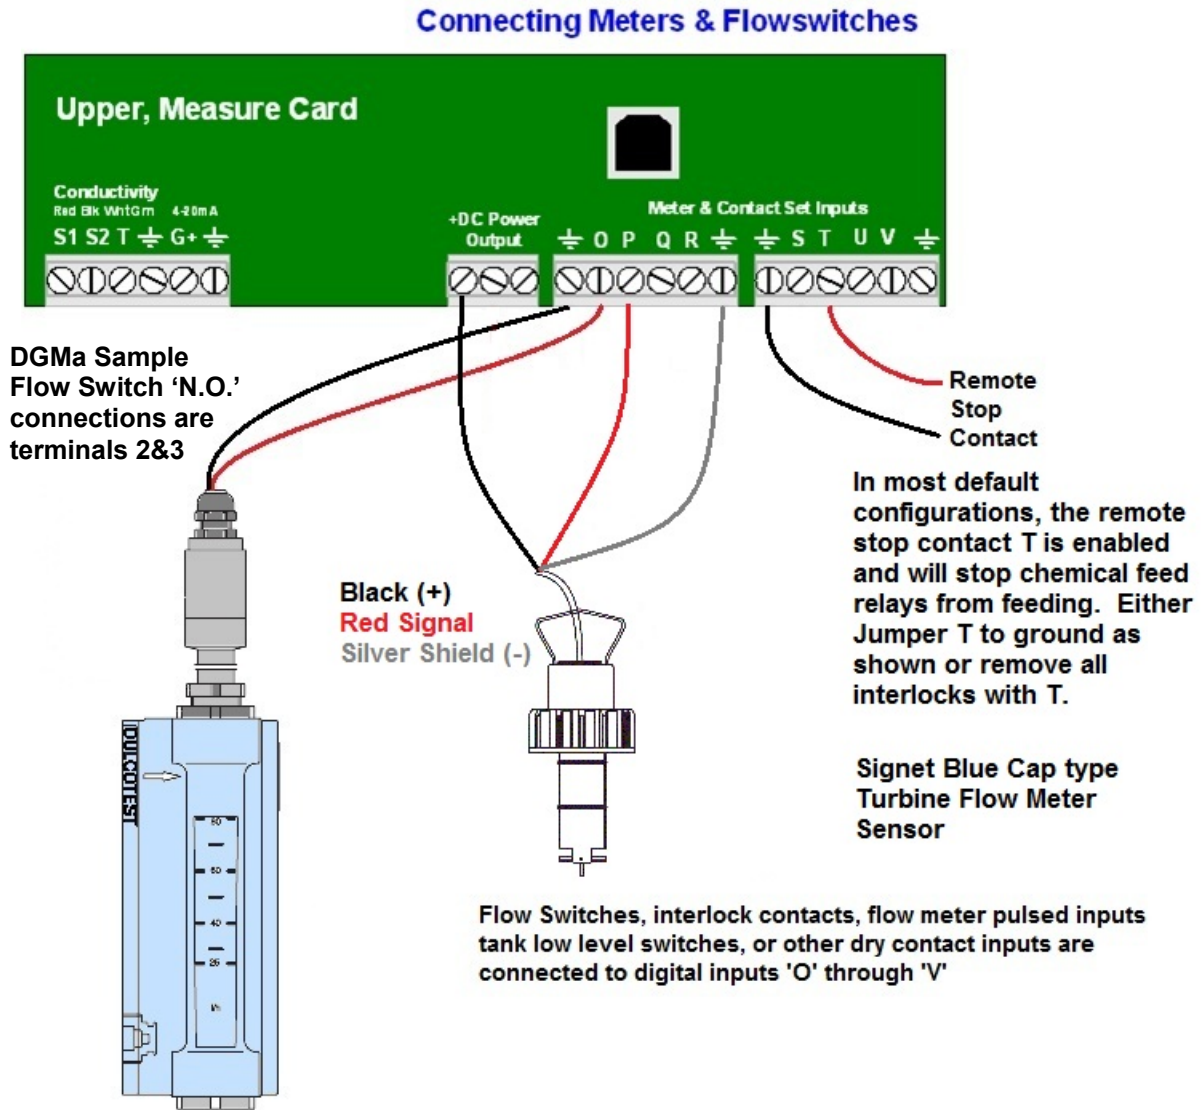 Connecting Meters & Flowswitches
Upper, Measure Card
Conductivity
Red Blk WhtGrn 4-20mA
S1 S2 T ⏚ G+ ⏚
+DC Power
Output
Meter & Contact Set Inputs
⏚ O P Q R ⏚ ⏚ S T U V ⏚
DGMa Sample
Flow Switch ‘N.O.’
connections are
terminals 2&3
Remote
Stop
Contact
In most default
configurations, the remote
stop contact T is enabled
and will stop chemical feed
relays from feeding. Either
Jumper T to ground as
shown or remove all
interlocks with T.
Black (+)
Red Signal
Silver Shield (-)
Signet Blue Cap type
Turbine Flow Meter
Sensor
DULCOTEST
60
40
25
Flow Switches, interlock contacts, flow meter pulsed inputs
tank low level switches, or other dry contact inputs are
connected to digital inputs 'O' through 'V'